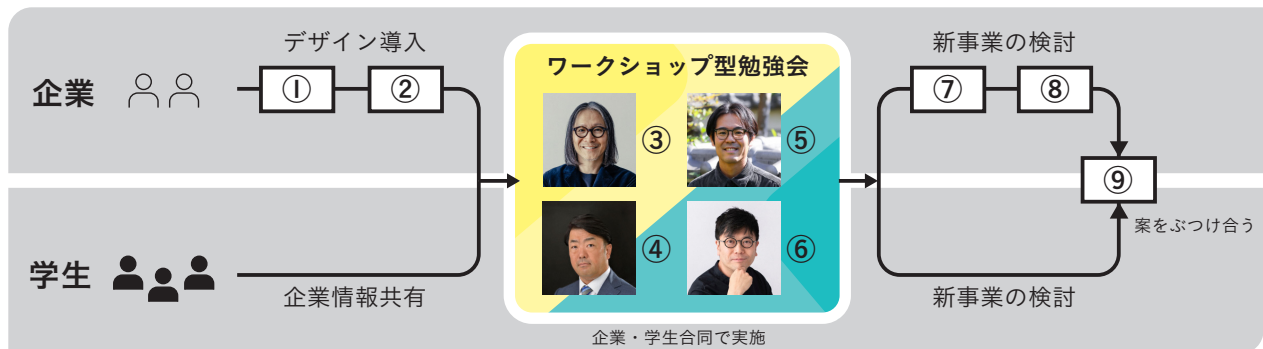 デザイン導入
企業
①
②
ワークショップ型勉強会
③
⑤
④
⑥
企業・学生合同で実施
新事業の検討
⑦
⑧
⑨
案をぶつけ合う
学生
企業情報共有
新事業の検討